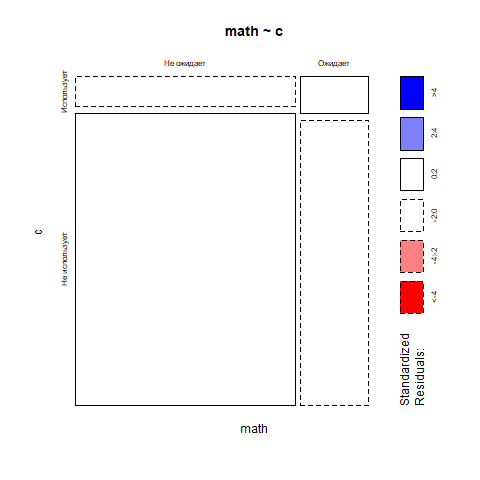 math ~ c
Не ожидает
Ожидает
Использует
Не использует
c
math
>4
2:4
0:2
-2:0
-4:-2
<-4
Standardized
Residuals: